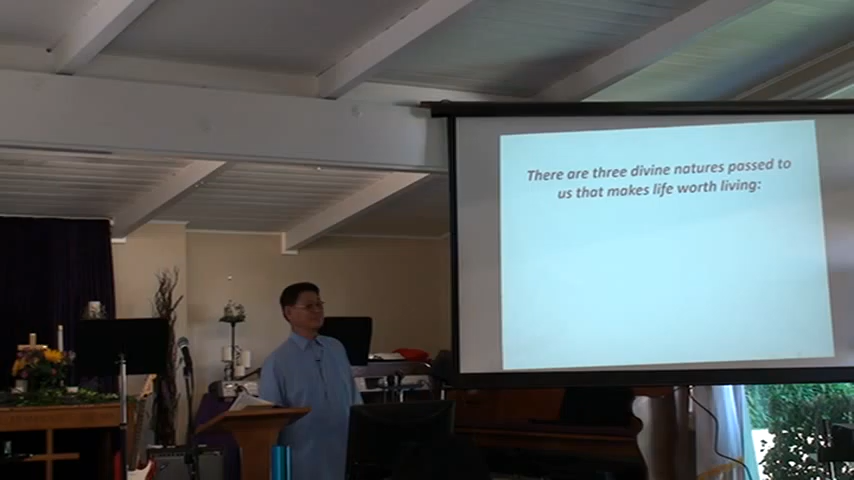 There are three divine natures passed to
us that makes life worth living: